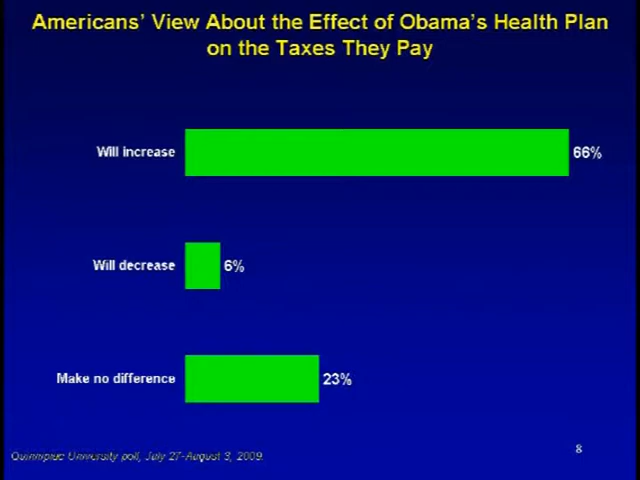 Americans' View About the Effect of Obama's Health Plan
on the Taxes They Pay
Will increase
66%
Will decrease
6%
Make no difference
23%
Quinnipiac University poll, July 27-August 3, 2009.
8